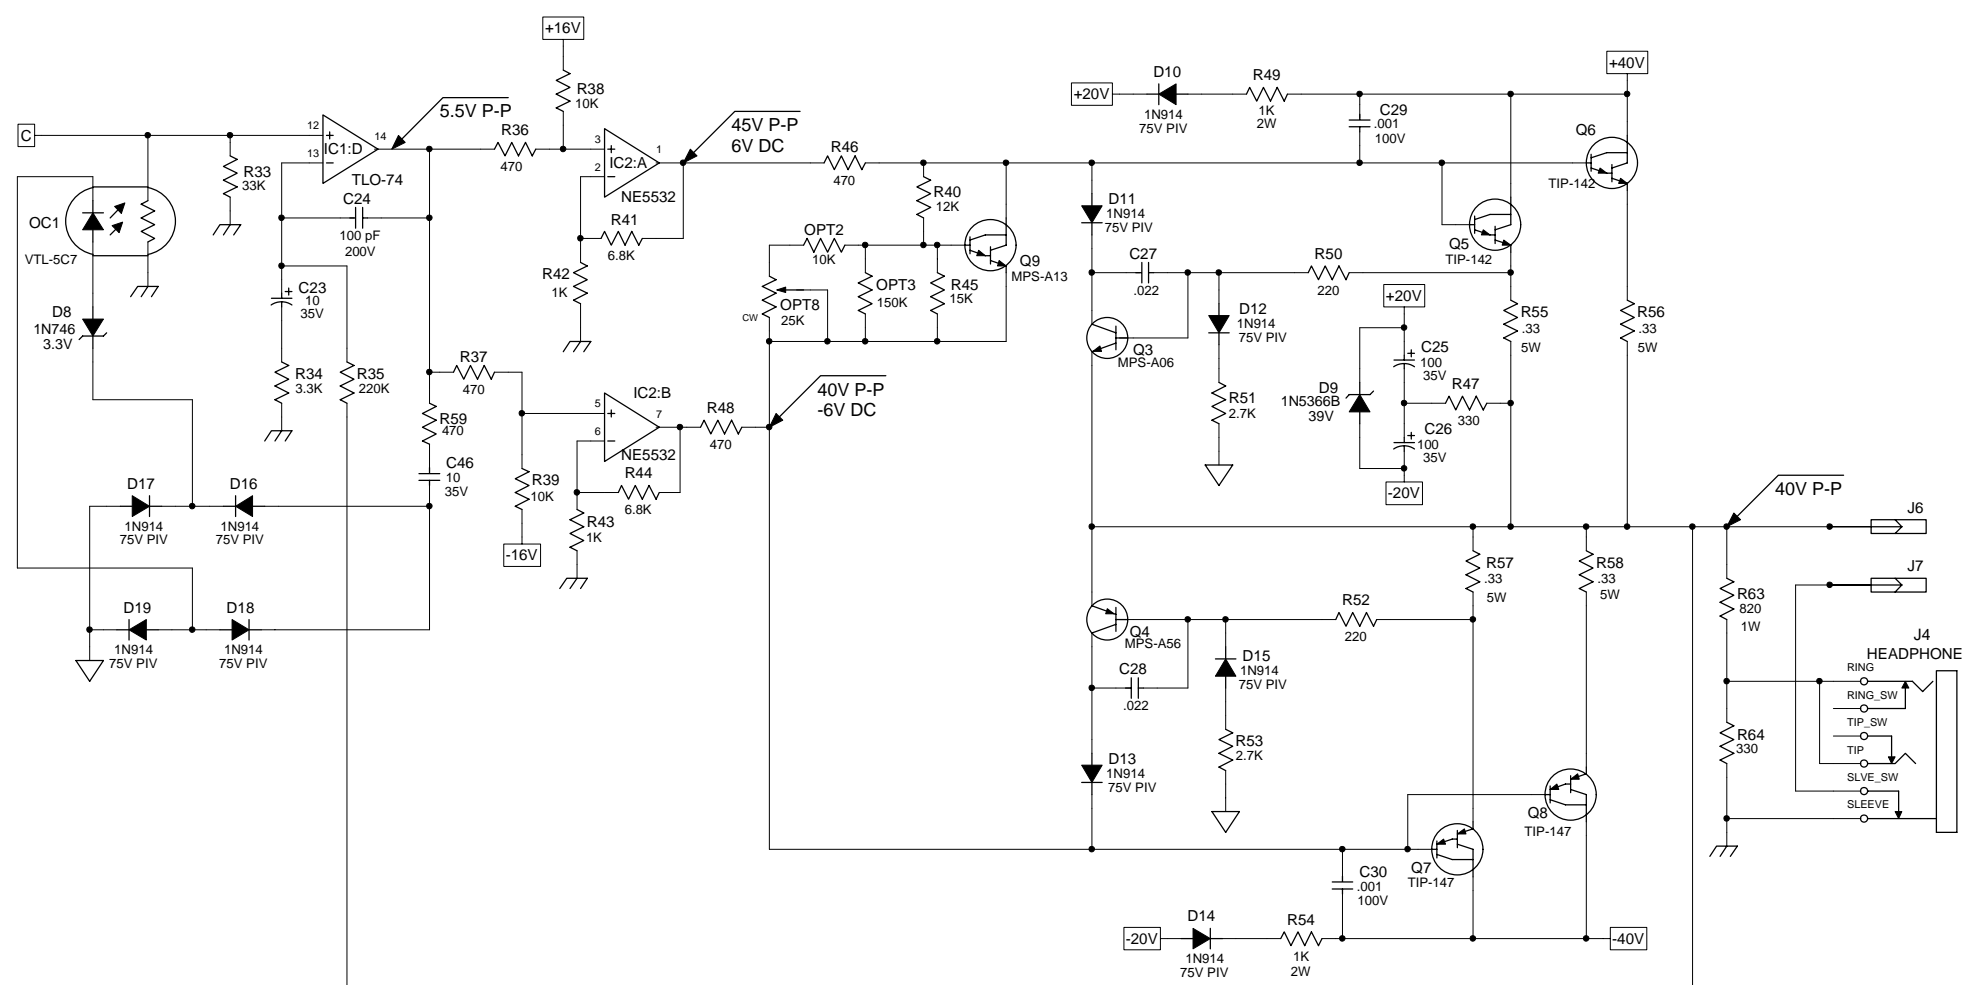 +16V
R38
10K
5.5V P-P
C
12
+
13
−
14
IC1:D
TLO-74
R33
33K
OC1
VTL-5C7
C24
100 pF
200V
C23
10
35V
D8
1N746
3.3V
R34
3.3K
R35
220K
R36
470
3
+
2
−
1
IC2:A
NE5532
R41
6.8K
R42
1K
45V P-P
6V DC
R46
470
R40
12K
OPT2
10K
OPT8
25K
CW
OPT3
150K
R45
15K
Q9
MPS-A13
R37
470
R59
470
C46
10
35V
IC2:B
5
+
6
−
7
NE5532
R39
10K
-16V
R44
6.8K
R43
1K
R48
470
40V P-P
-6V DC
D17
1N914
75V PIV
D16
1N914
75V PIV
D19
1N914
75V PIV
D18
1N914
75V PIV
+20V
D10
1N914
75V PIV
R49
1K
2W
C29
.001
100V
+40V
Q6
TIP-142
D11
1N914
75V PIV
Q5
TIP-142
C27
.022
R50
220
Q3
MPS-A06
D12
1N914
75V PIV
R51
2.7K
+20V
C25
+
100
35V
D9
1N5366B
39V
R47
330
C26
+
100
35V
-20V
R55
.33
5W
R56
.33
5W
40V P-P
J6
J7
R57
.33
5W
R58
.33
5W
R52
220
Q4
MPS-A56
C28
.022
D15
1N914
75V PIV
R53
2.7K
D13
1N914
75V PIV
Q8
TIP-147
Q7
TIP-147
C30
.001
100V
-20V
D14
1N914
75V PIV
R54
1K
2W
-40V
R63
820
1W
R64
330
J4
HEADPHONE
RING
RING_SW
TIP_SW
TIP
SLVE_SW
SLEEVE